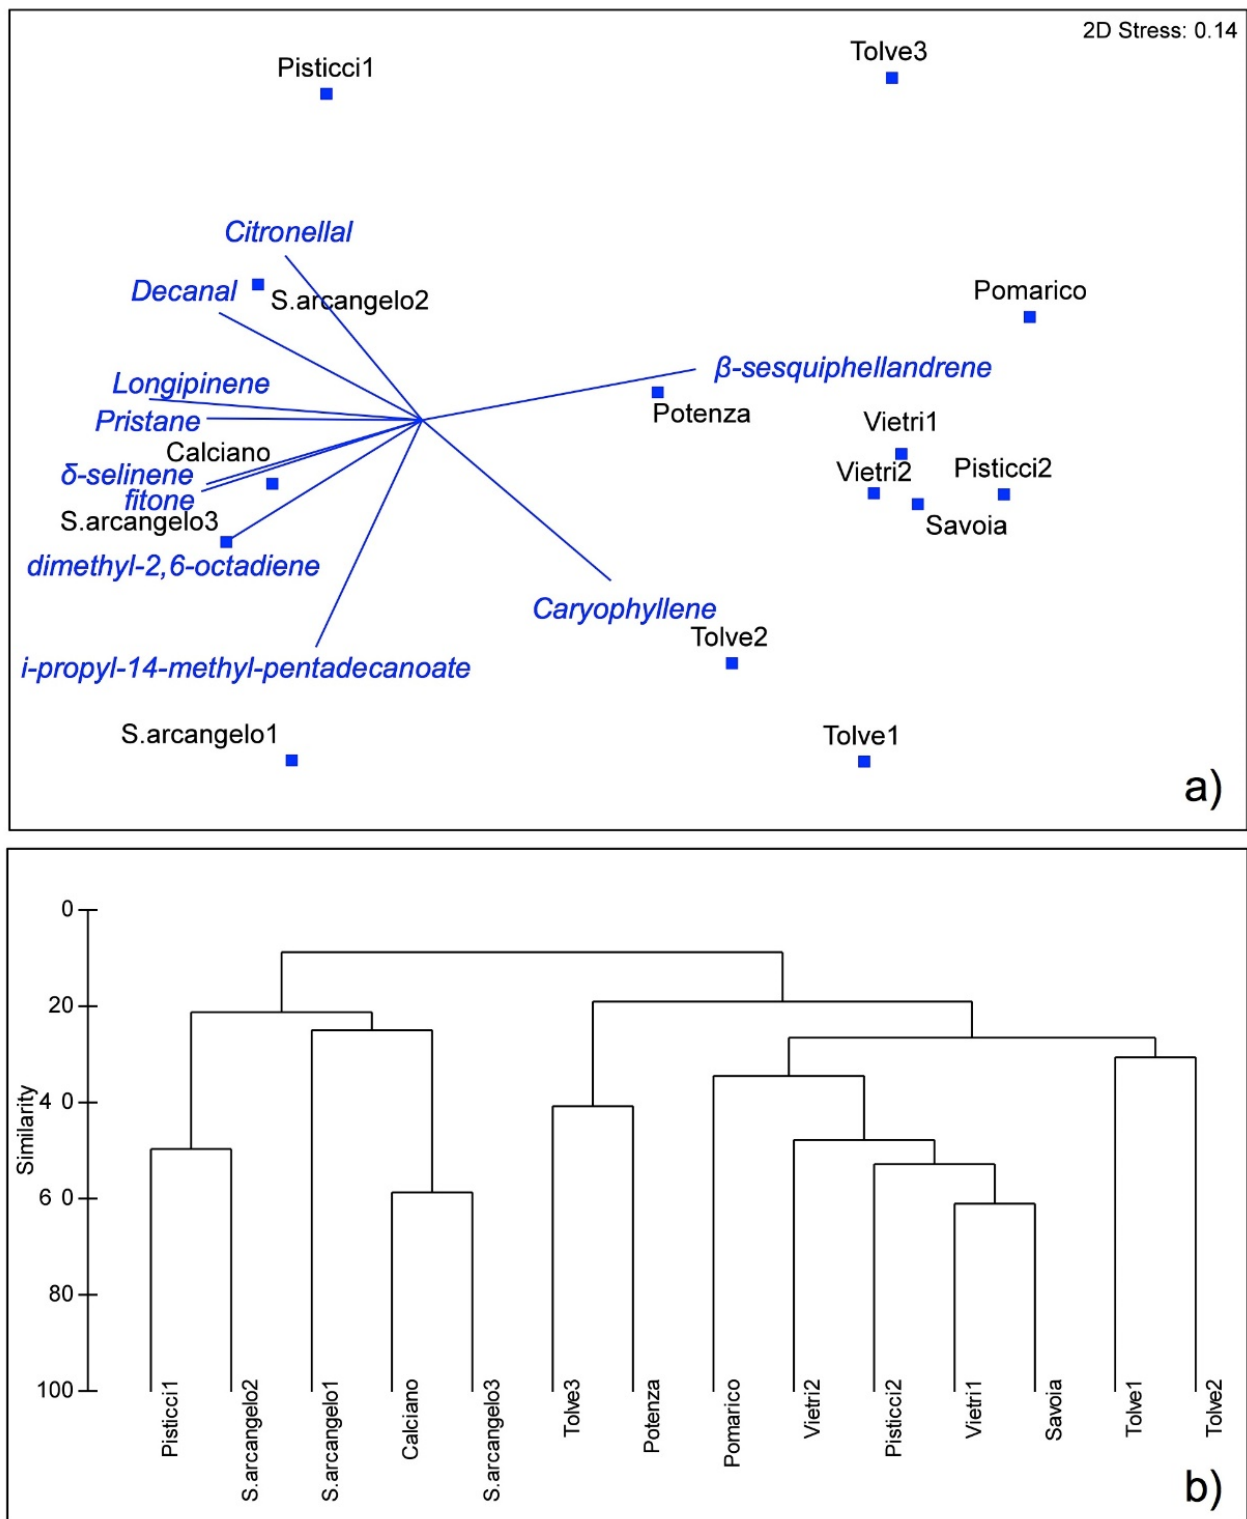 2D Stress: 0.14
Tolve3
Pisticci1
Citronellal
Decanal
S.arcangelo2
Pomarico
β-sesquiphellandrene
Longipinene
Potenza
Pristane
Vietri1
Calciano
Vietri2
Pisticci2
δ-selinene
fitone
S.arcangelo3
Savoia
dimethyl-2,6-octadiene
Caryophyllene
Tolve2
i-propyl-14-methyl-pentadecanoate
S.arcangelo1
Tolve1
a)
0
20
4 0
6 0
80
100
Similarity
Pisticci1
S.arcangelo2
S.arcangelo1
Calciano
S.arcangelo3
Tolve3
Potenza
Pomarico
Vietri2
Pisticci2
Vietri1
Savoia
Tolve1
Tolve2
b)